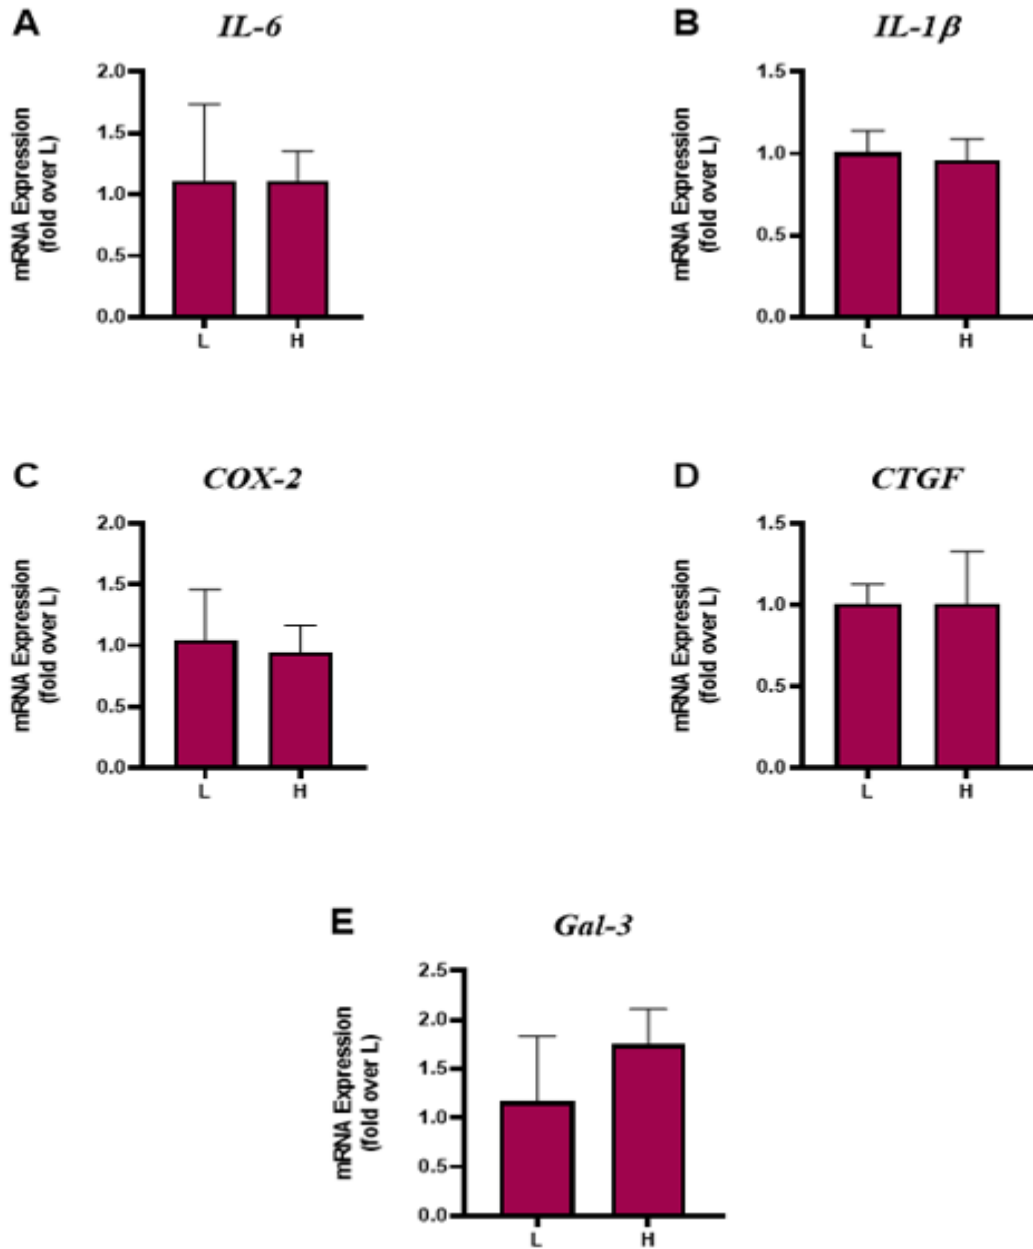 A IL-6
mRNA Expression
(fold over L)
2.0
1.5
1.0
0.5
0.0
L H
B IL-1β
mRNA Expression
(fold over L)
1.5
1.0
0.5
0.0
L H
C COX-2
mRNA Expression
(fold over L)
2.0
1.5
1.0
0.5
0.0
L H
D CTGF
mRNA Expression
(fold over L)
1.5
1.0
0.5
0.0
L H
E Gal-3
mRNA Expression
(fold over L)
2.5
2.0
1.5
1.0
0.5
0.0
L H